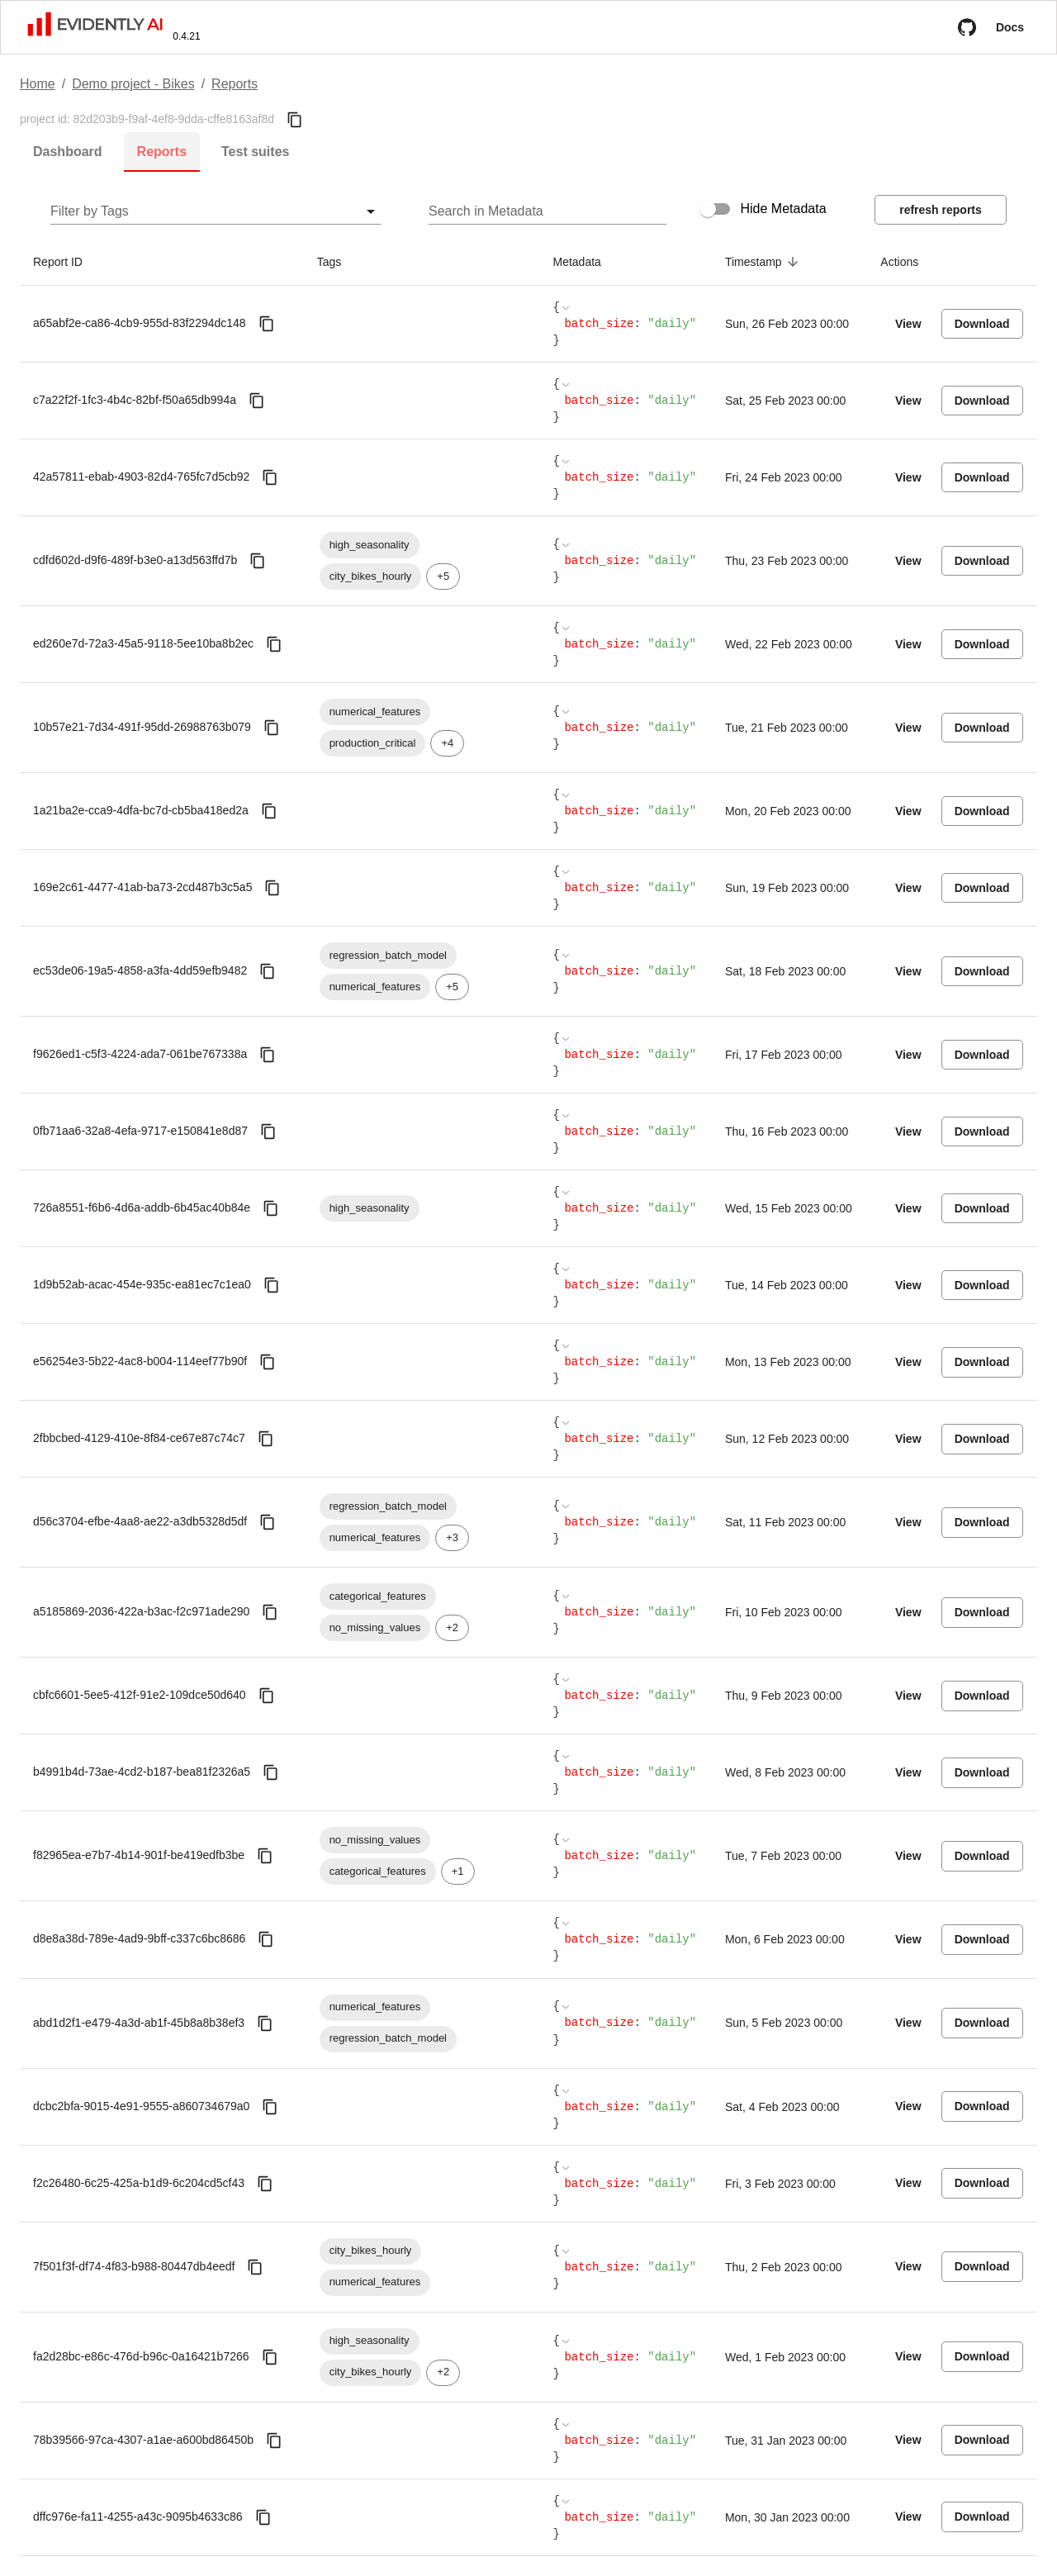 EVIDENTLY AI 0.4.21 Docs
Home / Demo project - Bikes / Reports
project id: 82d203b9-f9af-4ef8-9dda-cffe8163af8d
Dashboard Reports Test suites
Filter by Tags Search in Metadata Hide Metadata refresh reports
Report ID Tags Metadata Timestamp Actions
{
a65abf2e-ca86-4cb9-955d-83f2294dc148 batch_size: "daily" Sun, 26 Feb 2023 00:00 View Download
}
{
c7a22f2f-1fc3-4b4c-82bf-f50a65db994a batch_size: "daily" Sat, 25 Feb 2023 00:00 View Download
}
{
42a57811-ebab-4903-82d4-765fc7d5cb92 batch_size: "daily" Fri, 24 Feb 2023 00:00 View Download
}
high_seasonality {
cdfd602d-d9f6-489f-b3e0-a13d563ffd7b batch_size: "daily" Thu, 23 Feb 2023 00:00 View Download
city_bikes_hourly +5 }
{
ed260e7d-72a3-45a5-9118-5ee10ba8b2ec batch_size: "daily" Wed, 22 Feb 2023 00:00 View Download
}
numerical_features {
10b57e21-7d34-491f-95dd-26988763b079 batch_size: "daily" Tue, 21 Feb 2023 00:00 View Download
production_critical +4 }
{
1a21ba2e-cca9-4dfa-bc7d-cb5ba418ed2a batch_size: "daily" Mon, 20 Feb 2023 00:00 View Download
}
{
169e2c61-4477-41ab-ba73-2cd487b3c5a5 batch_size: "daily" Sun, 19 Feb 2023 00:00 View Download
}
regression_batch_model {
ec53de06-19a5-4858-a3fa-4dd59efb9482 batch_size: "daily" Sat, 18 Feb 2023 00:00 View Download
numerical_features +5 }
{
f9626ed1-c5f3-4224-ada7-061be767338a batch_size: "daily" Fri, 17 Feb 2023 00:00 View Download
}
{
0fb71aa6-32a8-4efa-9717-e150841e8d87 batch_size: "daily" Thu, 16 Feb 2023 00:00 View Download
}
{
726a8551-f6b6-4d6a-addb-6b45ac40b84e high_seasonality batch_size: "daily" Wed, 15 Feb 2023 00:00 View Download
}
{
1d9b52ab-acac-454e-935c-ea81ec7c1ea0 batch_size: "daily" Tue, 14 Feb 2023 00:00 View Download
}
{
e56254e3-5b22-4ac8-b004-114eef77b90f batch_size: "daily" Mon, 13 Feb 2023 00:00 View Download
}
{
2fbbcbed-4129-410e-8f84-ce67e87c74c7 batch_size: "daily" Sun, 12 Feb 2023 00:00 View Download
}
regression_batch_model {
d56c3704-efbe-4aa8-ae22-a3db5328d5df batch_size: "daily" Sat, 11 Feb 2023 00:00 View Download
numerical_features +3 }
categorical_features {
a5185869-2036-422a-b3ac-f2c971ade290 batch_size: "daily" Fri, 10 Feb 2023 00:00 View Download
no_missing_values +2 }
{
cbfc6601-5ee5-412f-91e2-109dce50d640 batch_size: "daily" Thu, 9 Feb 2023 00:00 View Download
}
{
b4991b4d-73ae-4cd2-b187-bea81f2326a5 batch_size: "daily" Wed, 8 Feb 2023 00:00 View Download
}
no_missing_values {
f82965ea-e7b7-4b14-901f-be419edfb3be batch_size: "daily" Tue, 7 Feb 2023 00:00 View Download
categorical_features +1 }
{
d8e8a38d-789e-4ad9-9bff-c337c6bc8686 batch_size: "daily" Mon, 6 Feb 2023 00:00 View Download
}
numerical_features {
abd1d2f1-e479-4a3d-ab1f-45b8a8b38ef3 batch_size: "daily" Sun, 5 Feb 2023 00:00 View Download
regression_batch_model }
{
dcbc2bfa-9015-4e91-9555-a860734679a0 batch_size: "daily" Sat, 4 Feb 2023 00:00 View Download
}
{
f2c26480-6c25-425a-b1d9-6c204cd5cf43 batch_size: "daily" Fri, 3 Feb 2023 00:00 View Download
}
city_bikes_hourly {
7f501f3f-df74-4f83-b988-80447db4eedf batch_size: "daily" Thu, 2 Feb 2023 00:00 View Download
numerical_features }
high_seasonality {
fa2d28bc-e86c-476d-b96c-0a16421b7266 batch_size: "daily" Wed, 1 Feb 2023 00:00 View Download
city_bikes_hourly +2 }
{
78b39566-97ca-4307-a1ae-a600bd86450b batch_size: "daily" Tue, 31 Jan 2023 00:00 View Download
}
{
dffc976e-fa11-4255-a43c-9095b4633c86 batch_size: "daily" Mon, 30 Jan 2023 00:00 View Download
}